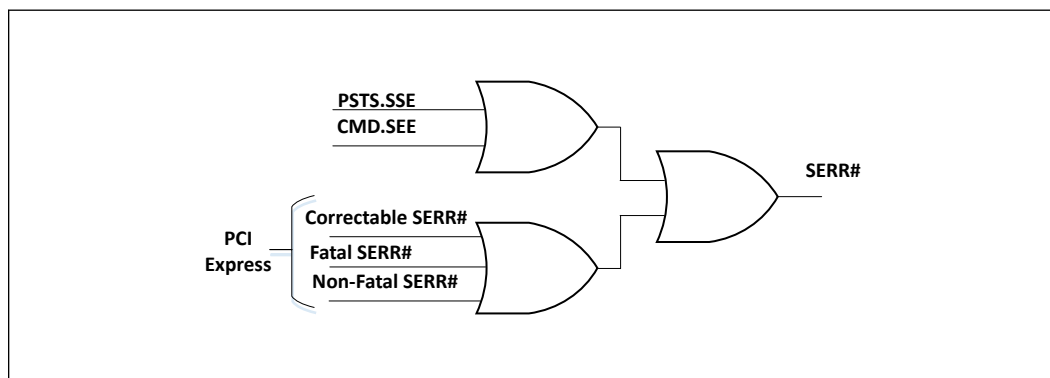 PSTS.SSE
CMD.SEE
SERR#
Correctable SERR#
PCI
Express
Fatal SERR#
Non-Fatal SERR#